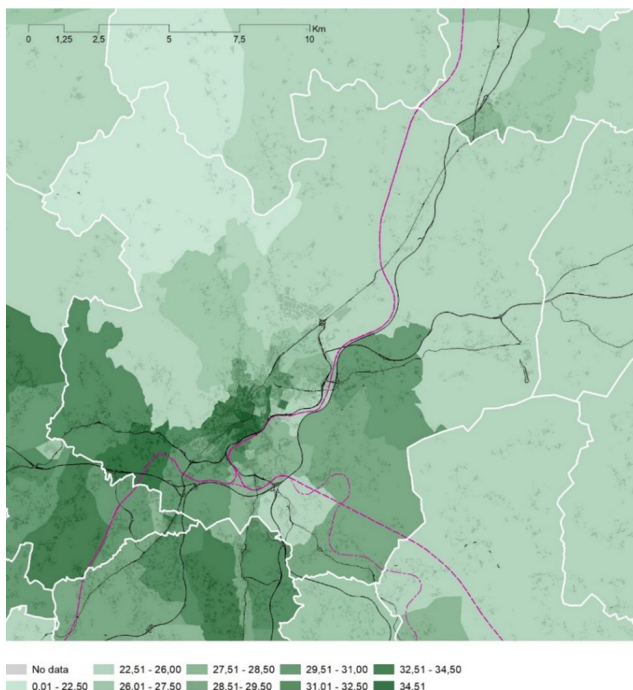 Km
0 1,25 2,5 5 7,5 10
No data 22,51 - 26,00 27,51 - 28,50 29,51 - 31,00 32,51 - 34,50
0,01 - 22,50 26,01 - 27,50 28,51 - 29,50 31,01 - 32,50 34,51